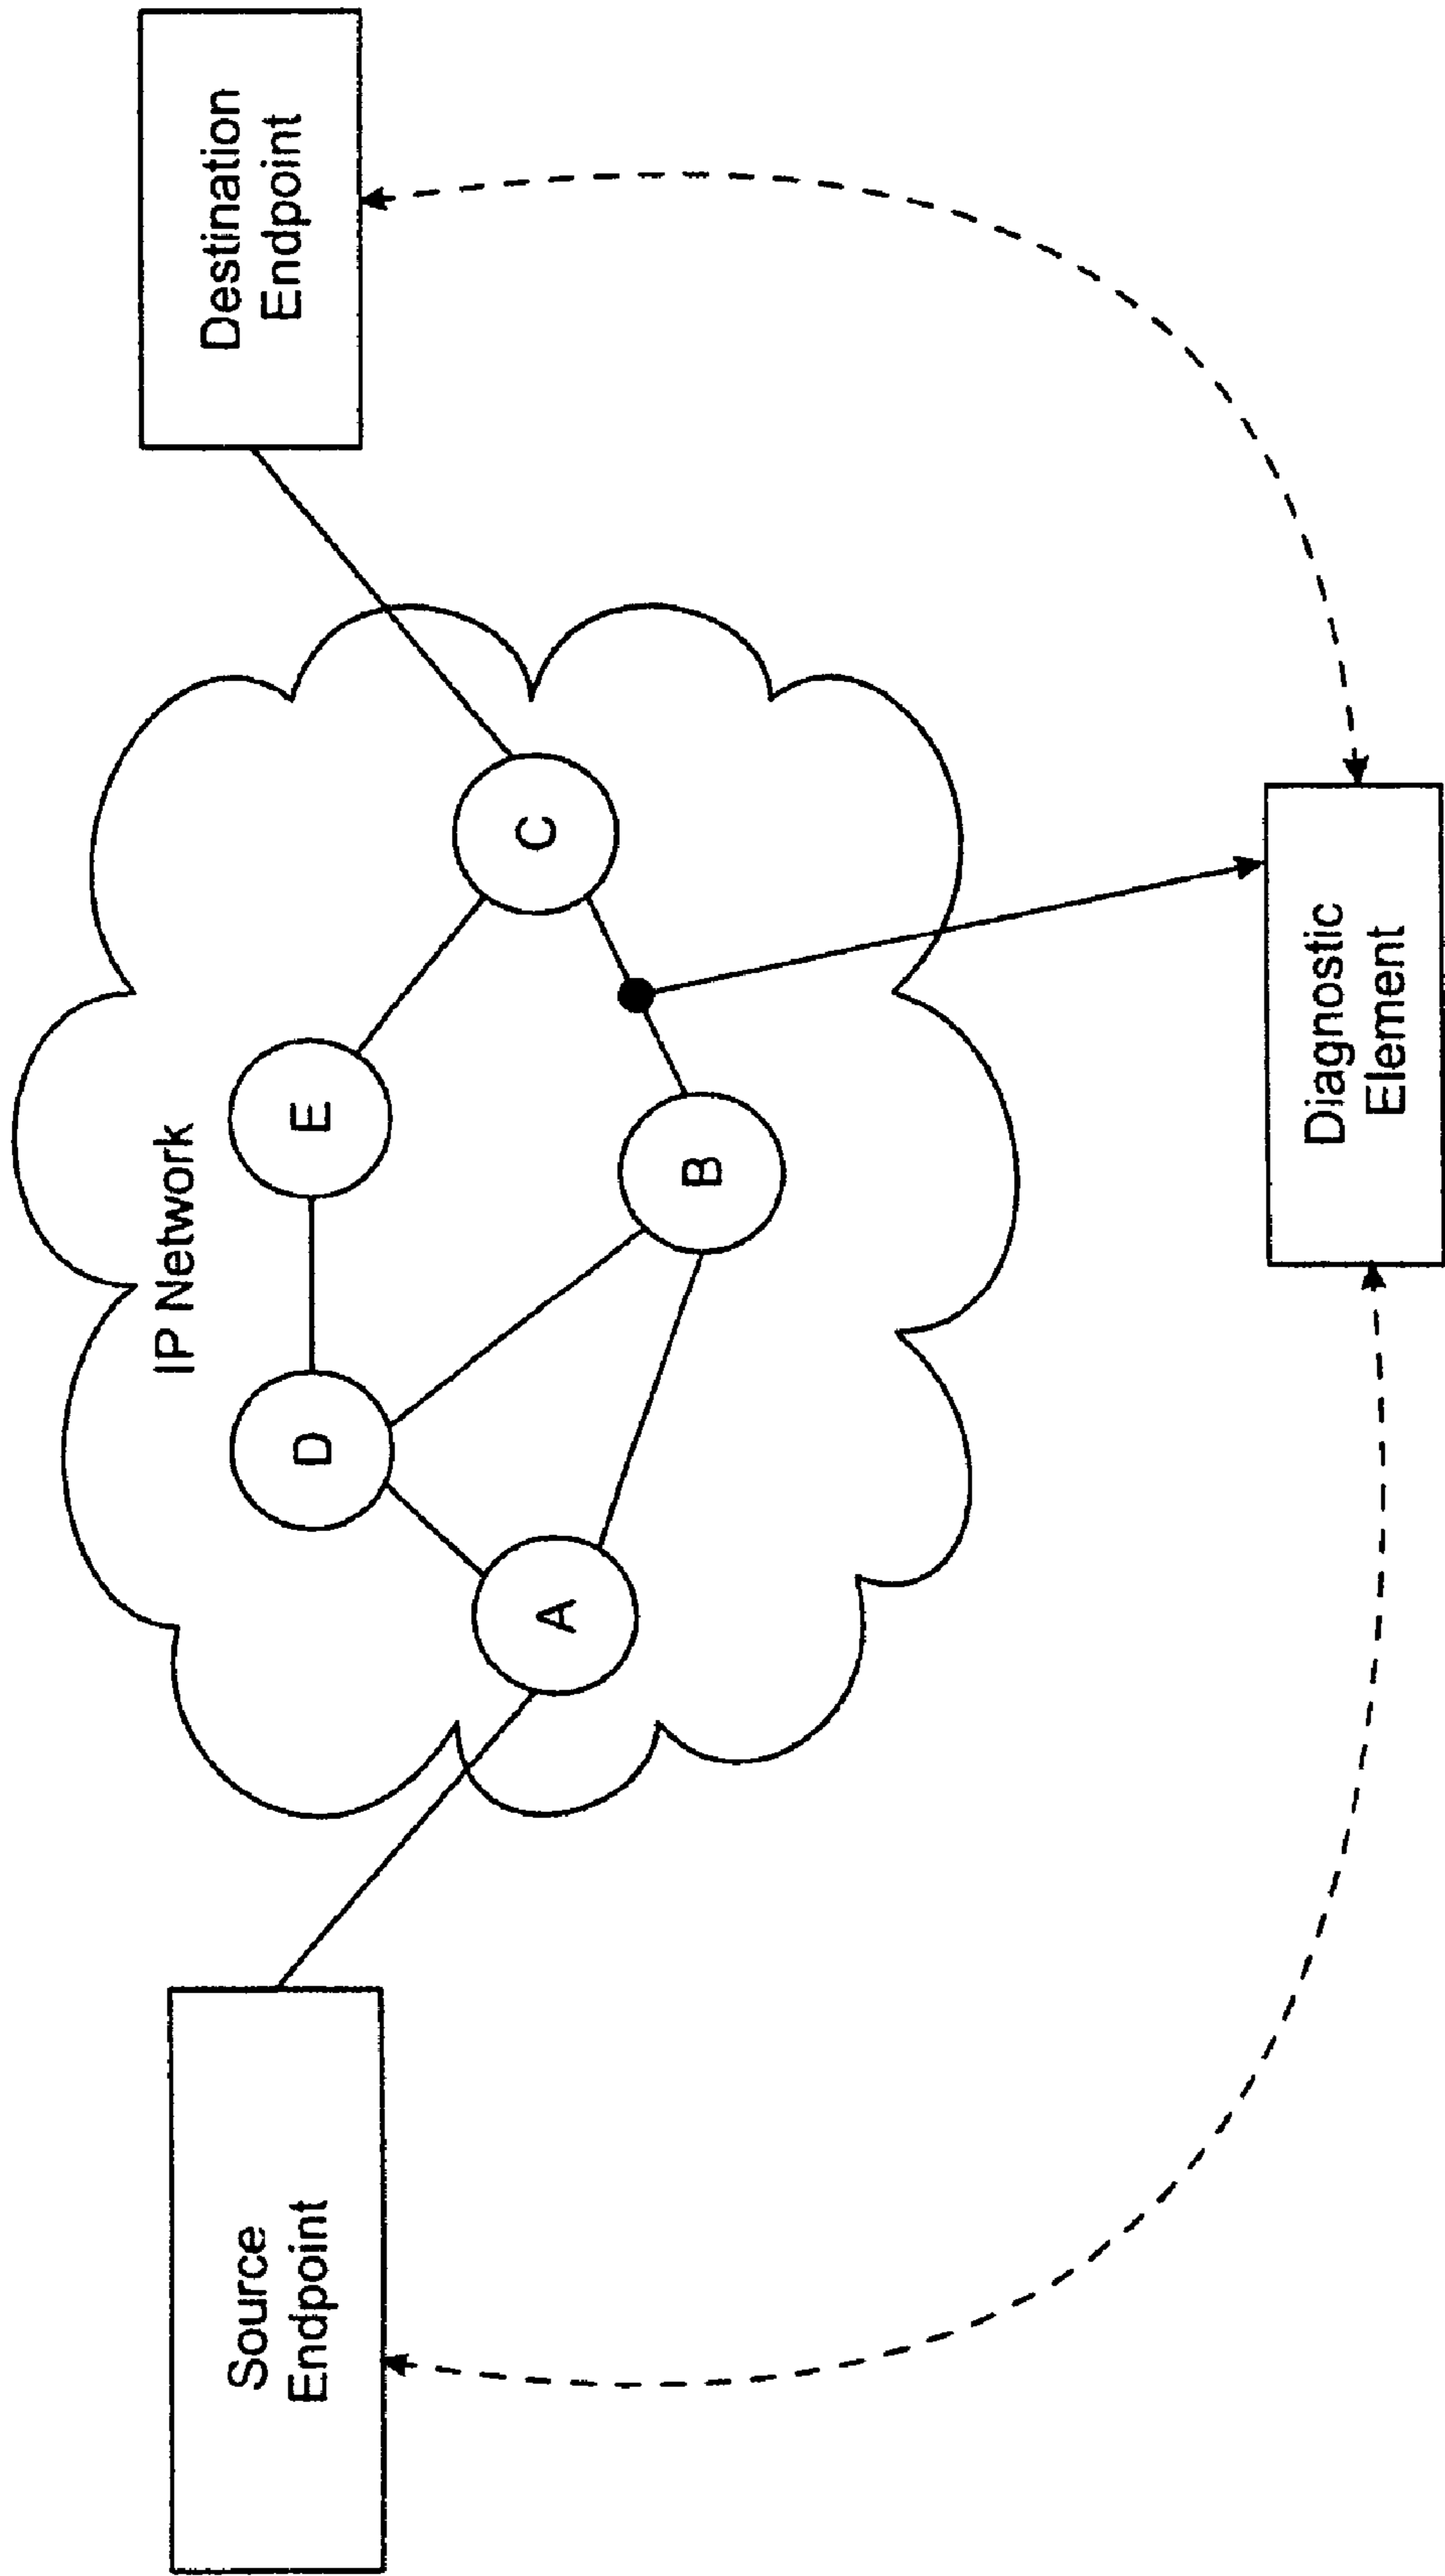 IP Network
Source
Endpoint
Destination
Endpoint
D
E
A
C
B
Diagnostic
Element